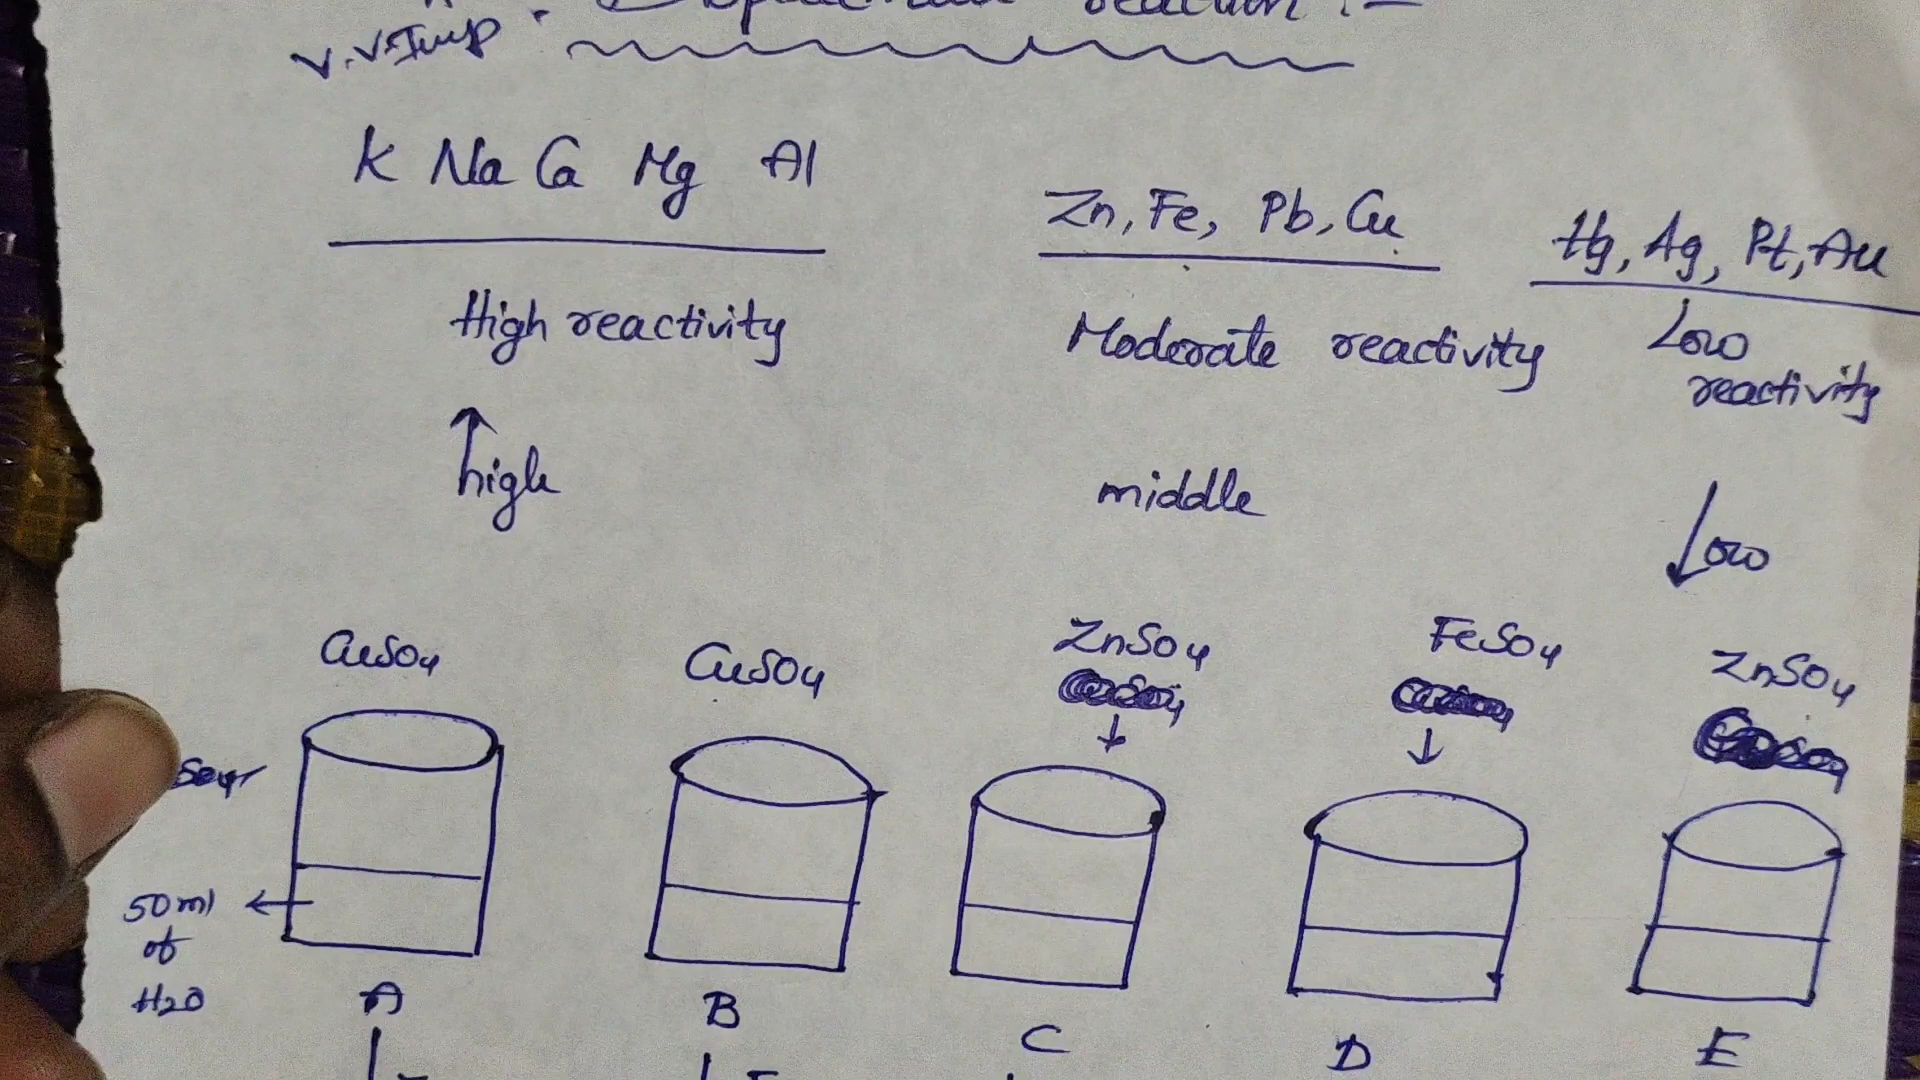 reaction :-
V.V.Imp
K Na Ca Mg Al
Zn, Fe, Pb, Cu
Hg, Ag, Pt, Au
High reactivity
Moderate reactivity
Low
reactivity
high
middle
Low
CuSO4
CuSO4
ZnSO4
FeSO4
ZnSO4
50ml
of
H2O
A
B
C
D
E